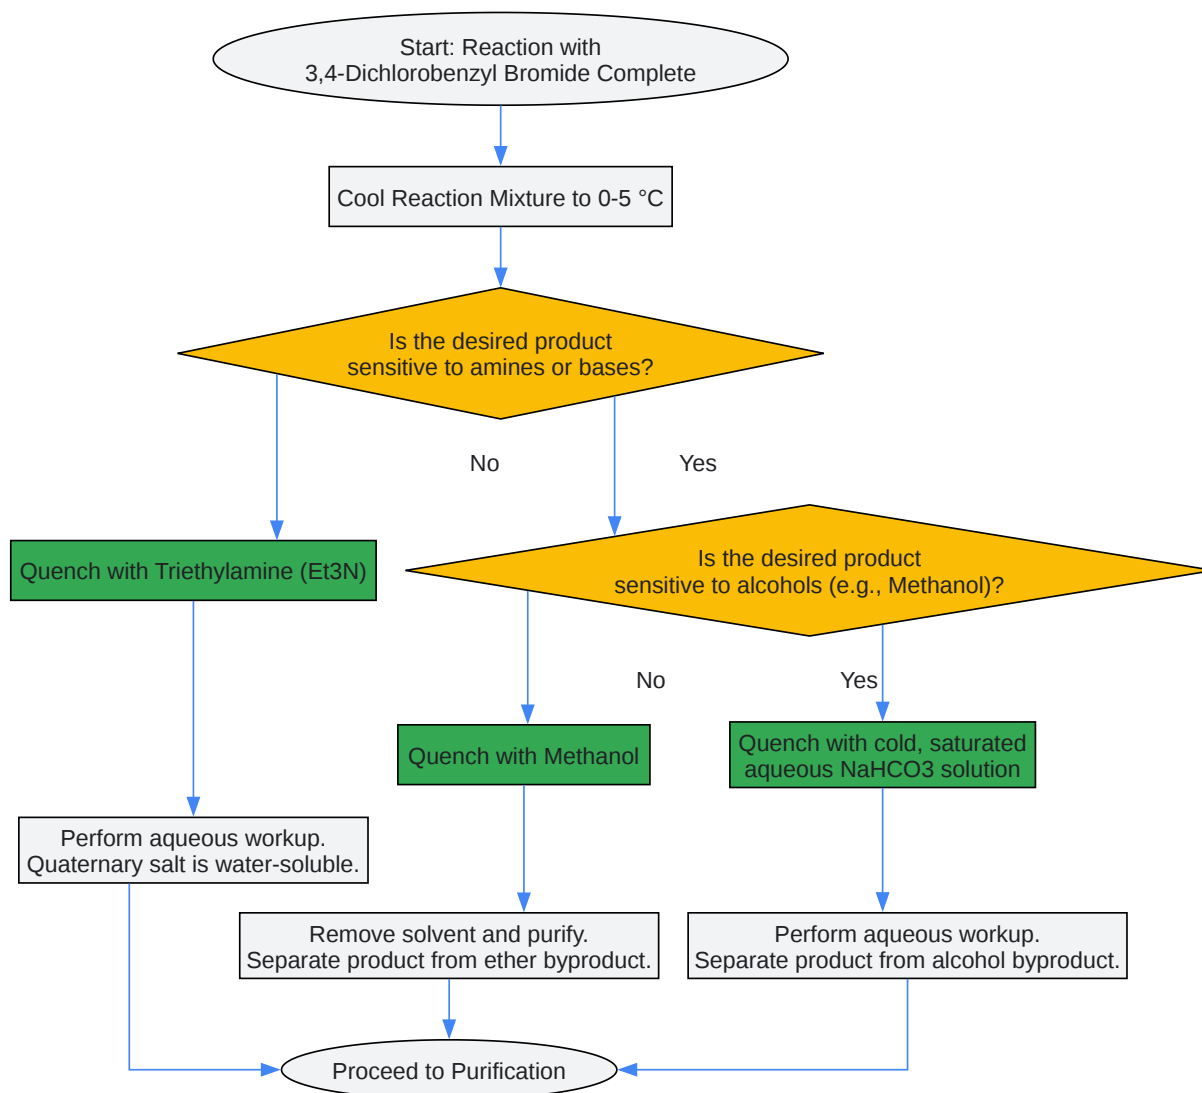 Start: Reaction with
3,4-Dichlorobenzyl Bromide Complete
Cool Reaction Mixture to 0-5 °C
Is the desired product
sensitive to amines or bases?
No
Yes
Quench with Triethylamine (Et3N)
Is the desired product
sensitive to alcohols (e.g., Methanol)?
No
Yes
Quench with Methanol
Quench with cold, saturated
aqueous NaHCO3 solution
Perform aqueous workup.
Quaternary salt is water-soluble.
Remove solvent and purify.
Separate product from ether byproduct.
Perform aqueous workup.
Separate product from alcohol byproduct.
Proceed to Purification